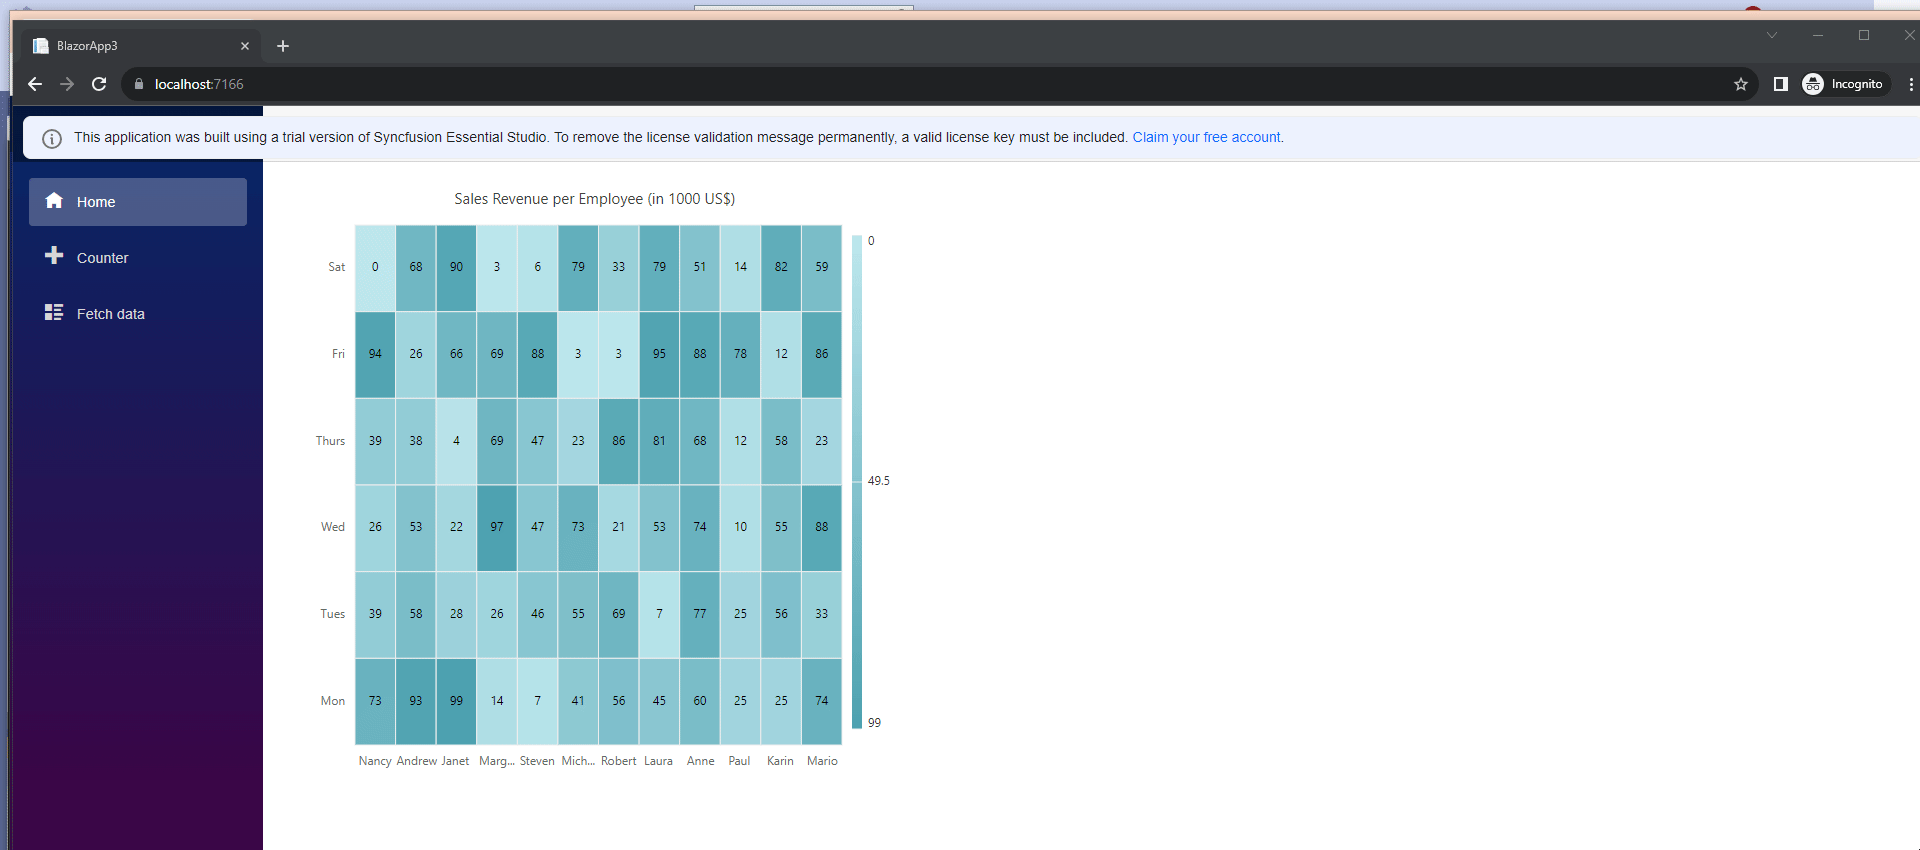 BlazorApp3
localhost:7166
Incognito
This application was built using a trial version of Syncfusion Essential Studio. To remove the license validation message permanently, a valid license key must be included. Claim your free account.
Home
Counter
Fetch data
Sales Revenue per Employee (in 1000 US$)
Sat 0 68 90 3 6 79 33 79 51 14 82 59
Fri 94 26 66 69 88 3 3 95 88 78 12 86
Thurs 39 38 4 69 47 23 86 81 68 12 58 23
Wed 26 53 22 97 47 73 21 53 74 10 55 88
Tues 39 58 28 26 46 55 69 7 77 25 56 33
Mon 73 93 99 14 7 41 56 45 60 25 25 74
Nancy Andrew Janet Marg... Steven Mich... Robert Laura Anne Paul Karin Mario
0
49.5
99